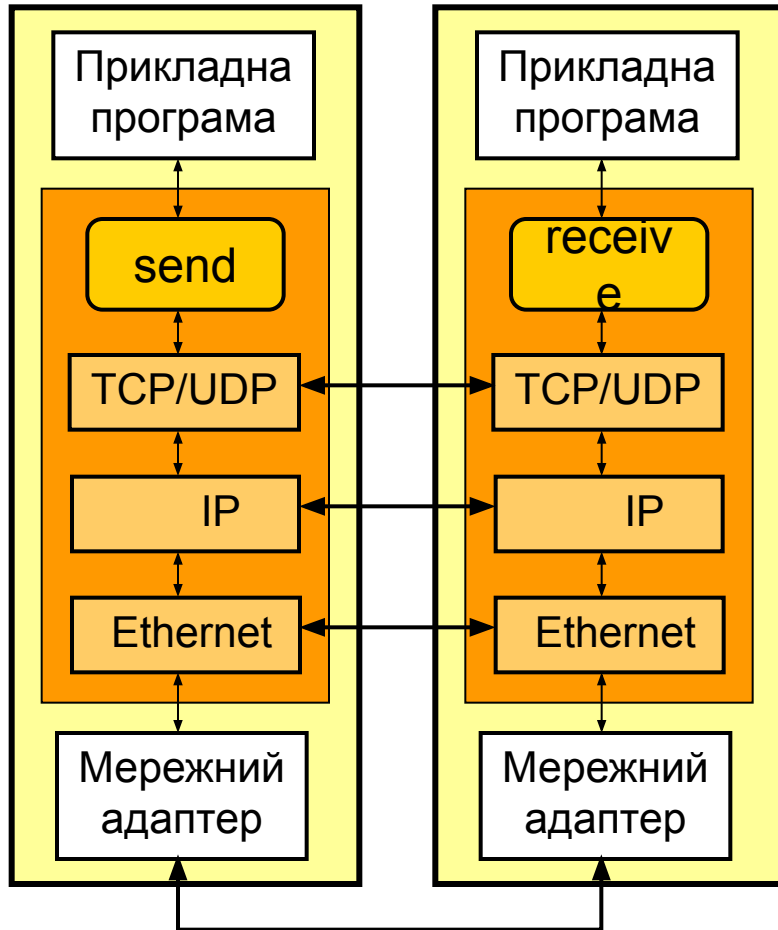 Прикладна
програма
send
TCP/UDP
IP
Ethernet
Мережний
адаптер
Прикладна
програма
receiv
e
TCP/UDP
IP
Ethernet
Мережний
адаптер